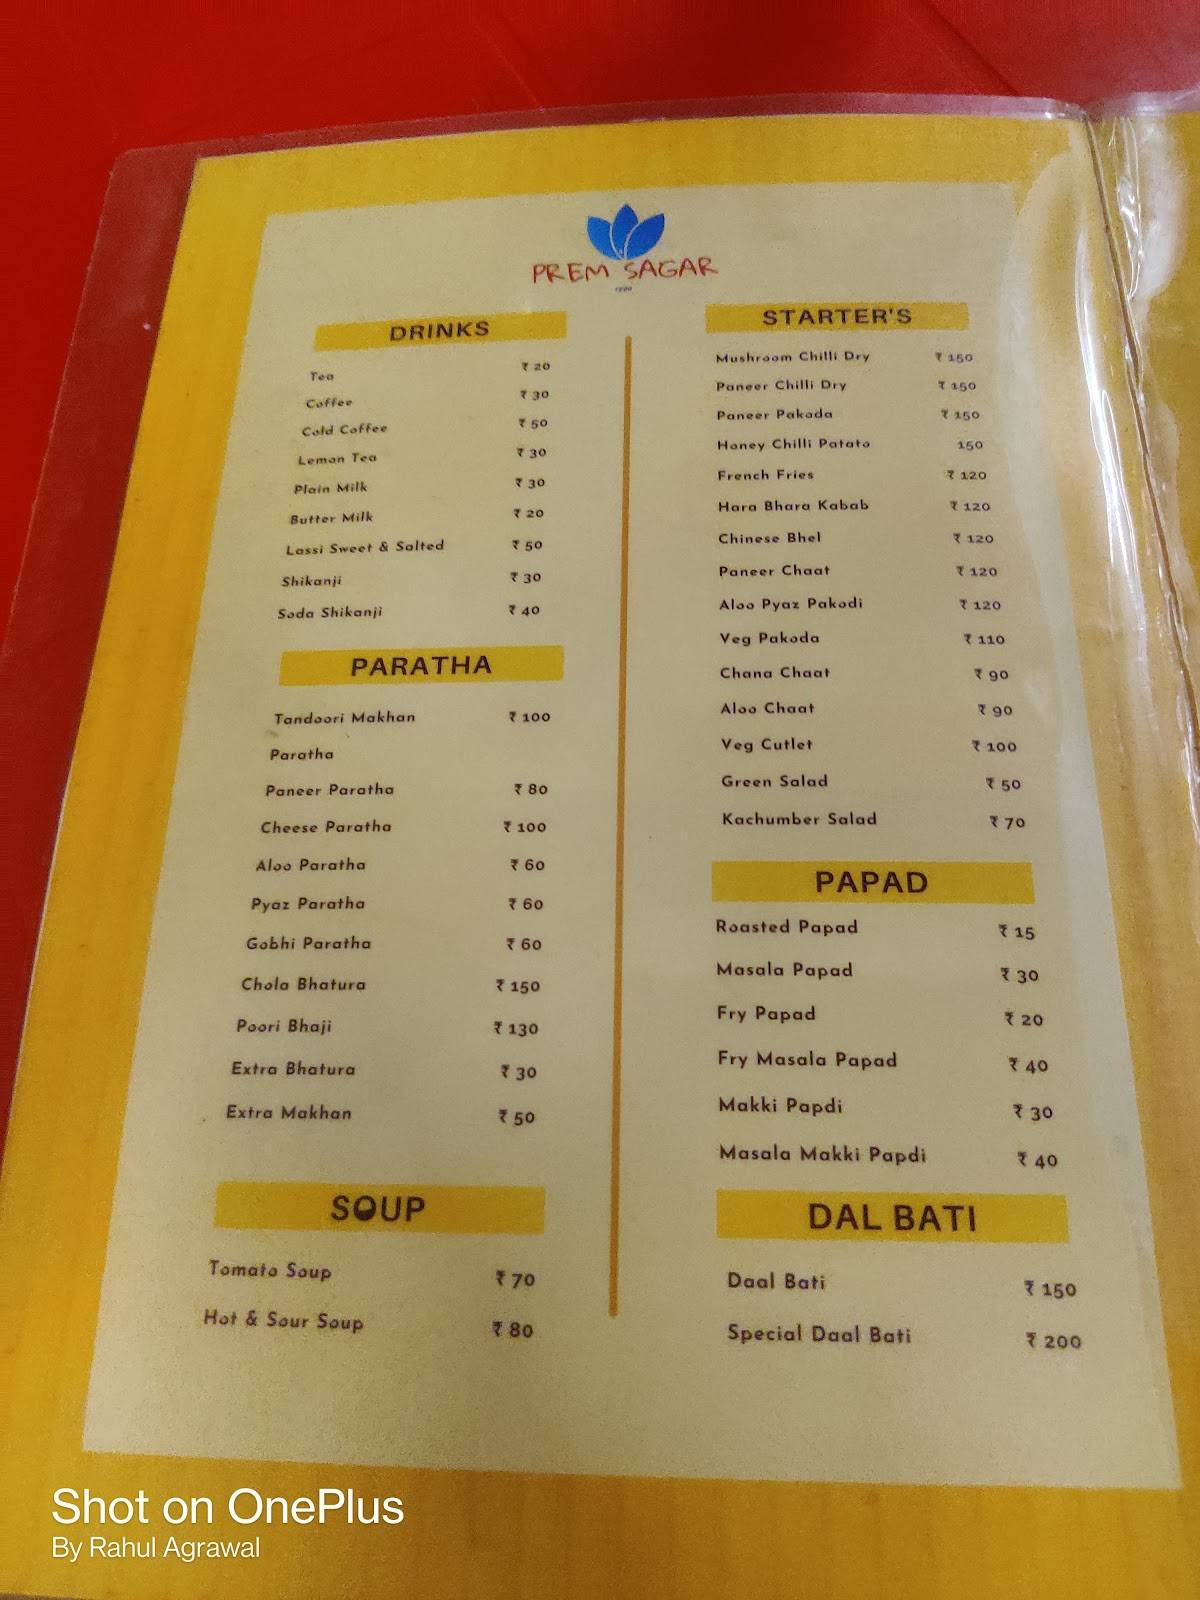 PREM SAGAR
DRINKS
Tea ₹ 20
Coffee ₹ 30
Cold Coffee ₹ 50
Lemon Tea ₹ 30
Plain Milk ₹ 30
Butter Milk ₹ 20
Lassi Sweet & Salted ₹ 50
Shikanji ₹ 30
Soda Shikanji ₹ 40
PARATHA
Tandoori Makhan ₹ 100
Paratha
Paneer Paratha ₹ 80
Cheese Paratha ₹ 100
Aloo Paratha ₹ 60
Pyaz Paratha ₹ 60
Gobhi Paratha ₹ 60
Chola Bhatura ₹ 150
Poori Bhaji ₹ 130
Extra Bhatura ₹ 30
Extra Makhan ₹ 50
SOUP
Tomato Soup ₹ 70
Hot & Sour Soup ₹ 80
STARTER'S
Mushroom Chilli Dry ₹ 150
Paneer Chilli Dry ₹ 150
Paneer Pakoda ₹ 150
Honey Chilli Patato 150
French Fries ₹ 120
Hara Bhara Kabab ₹ 120
Chinese Bhel ₹ 120
Paneer Chaat ₹ 120
Aloo Pyaz Pakodi ₹ 120
Veg Pakoda ₹ 110
Chana Chaat ₹ 90
Aloo Chaat ₹ 90
Veg Cutlet ₹ 100
Green Salad ₹ 50
Kachumber Salad ₹ 70
PAPAD
Roasted Papad ₹ 15
Masala Papad ₹ 30
Fry Papad ₹ 20
Fry Masala Papad ₹ 40
Makki Papdi ₹ 30
Masala Makki Papdi ₹ 40
DAL BATI
Daal Bati ₹ 150
Special Daal Bati ₹ 200
Shot on OnePlus
By Rahul Agrawal